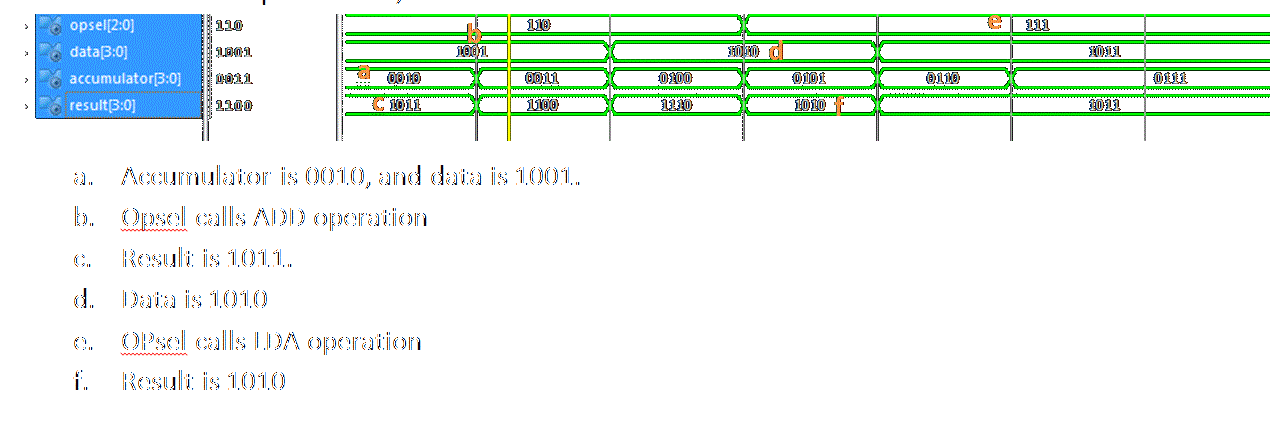 opsel[2:0] 110 110 e 111
data[3:0] 1001 b 1001 1010 d 1011
accumulator[3:0] 0011 a 0010 0011 0100 0101 0110 0111
result[3:0] 1100 c 1011 1100 1110 1010 f 1011
a. Accumulator is 0010, and data is 1001.
b. Opsel calls ADD operation
c. Result is 1011.
d. Data is 1010
e. OPsel calls LDA operation
f. Result is 1010